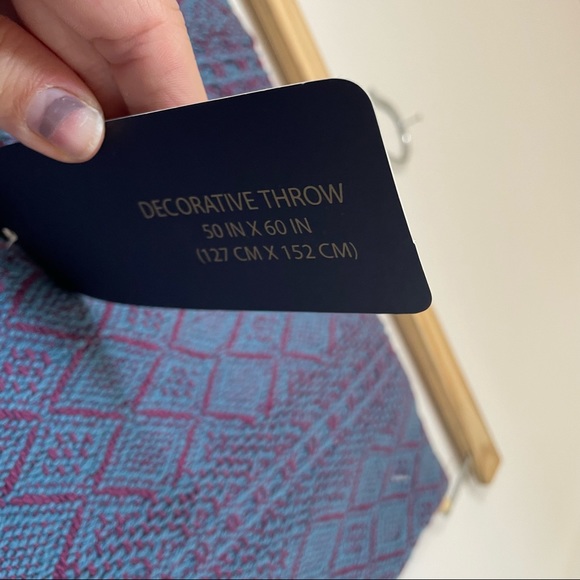 DECORATIVE THROW
50 IN X 60 IN
(127 CM X 152 CM)